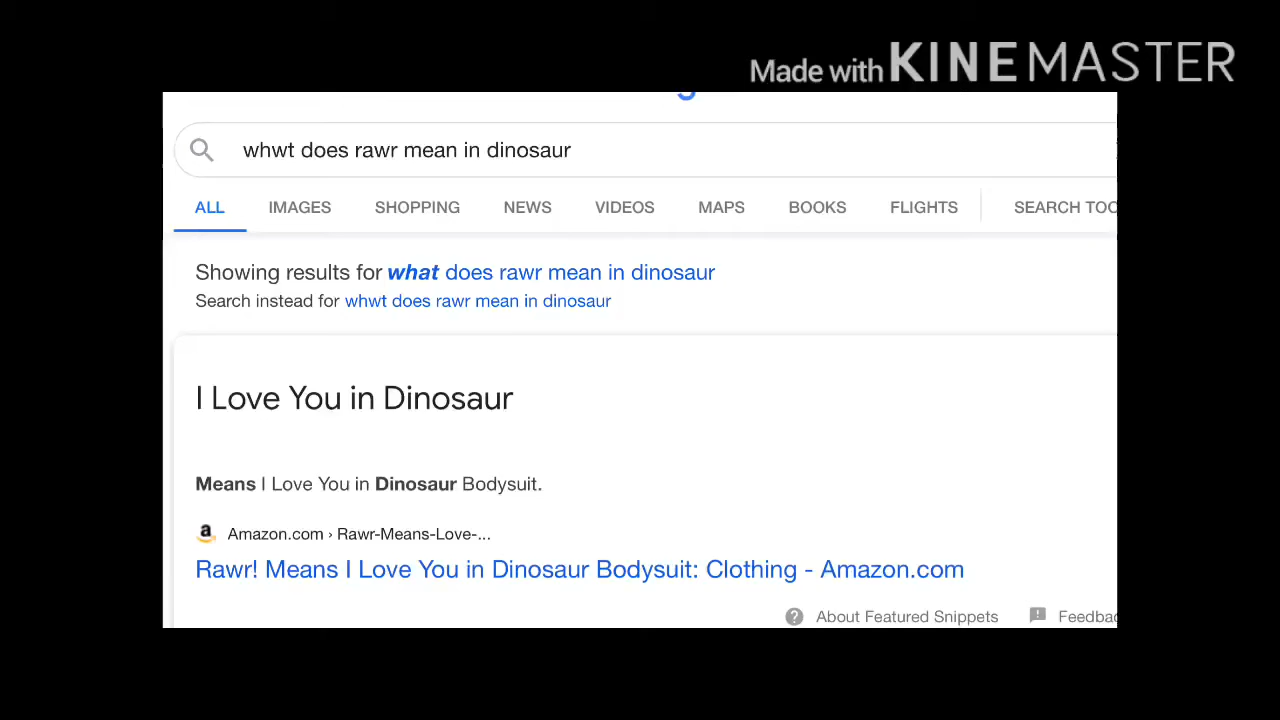 Made with KINEMASTER
whwt does rawr mean in dinosaur
ALL IMAGES SHOPPING NEWS VIDEOS MAPS BOOKS FLIGHTS SEARCH TOO
Showing results for what does rawr mean in dinosaur
Search instead for whwt does rawr mean in dinosaur
I Love You in Dinosaur
Means I Love You in Dinosaur Bodysuit.
a Amazon.com › Rawr-Means-Love-...
Rawr! Means I Love You in Dinosaur Bodysuit: Clothing - Amazon.com
About Featured Snippets Feedbac